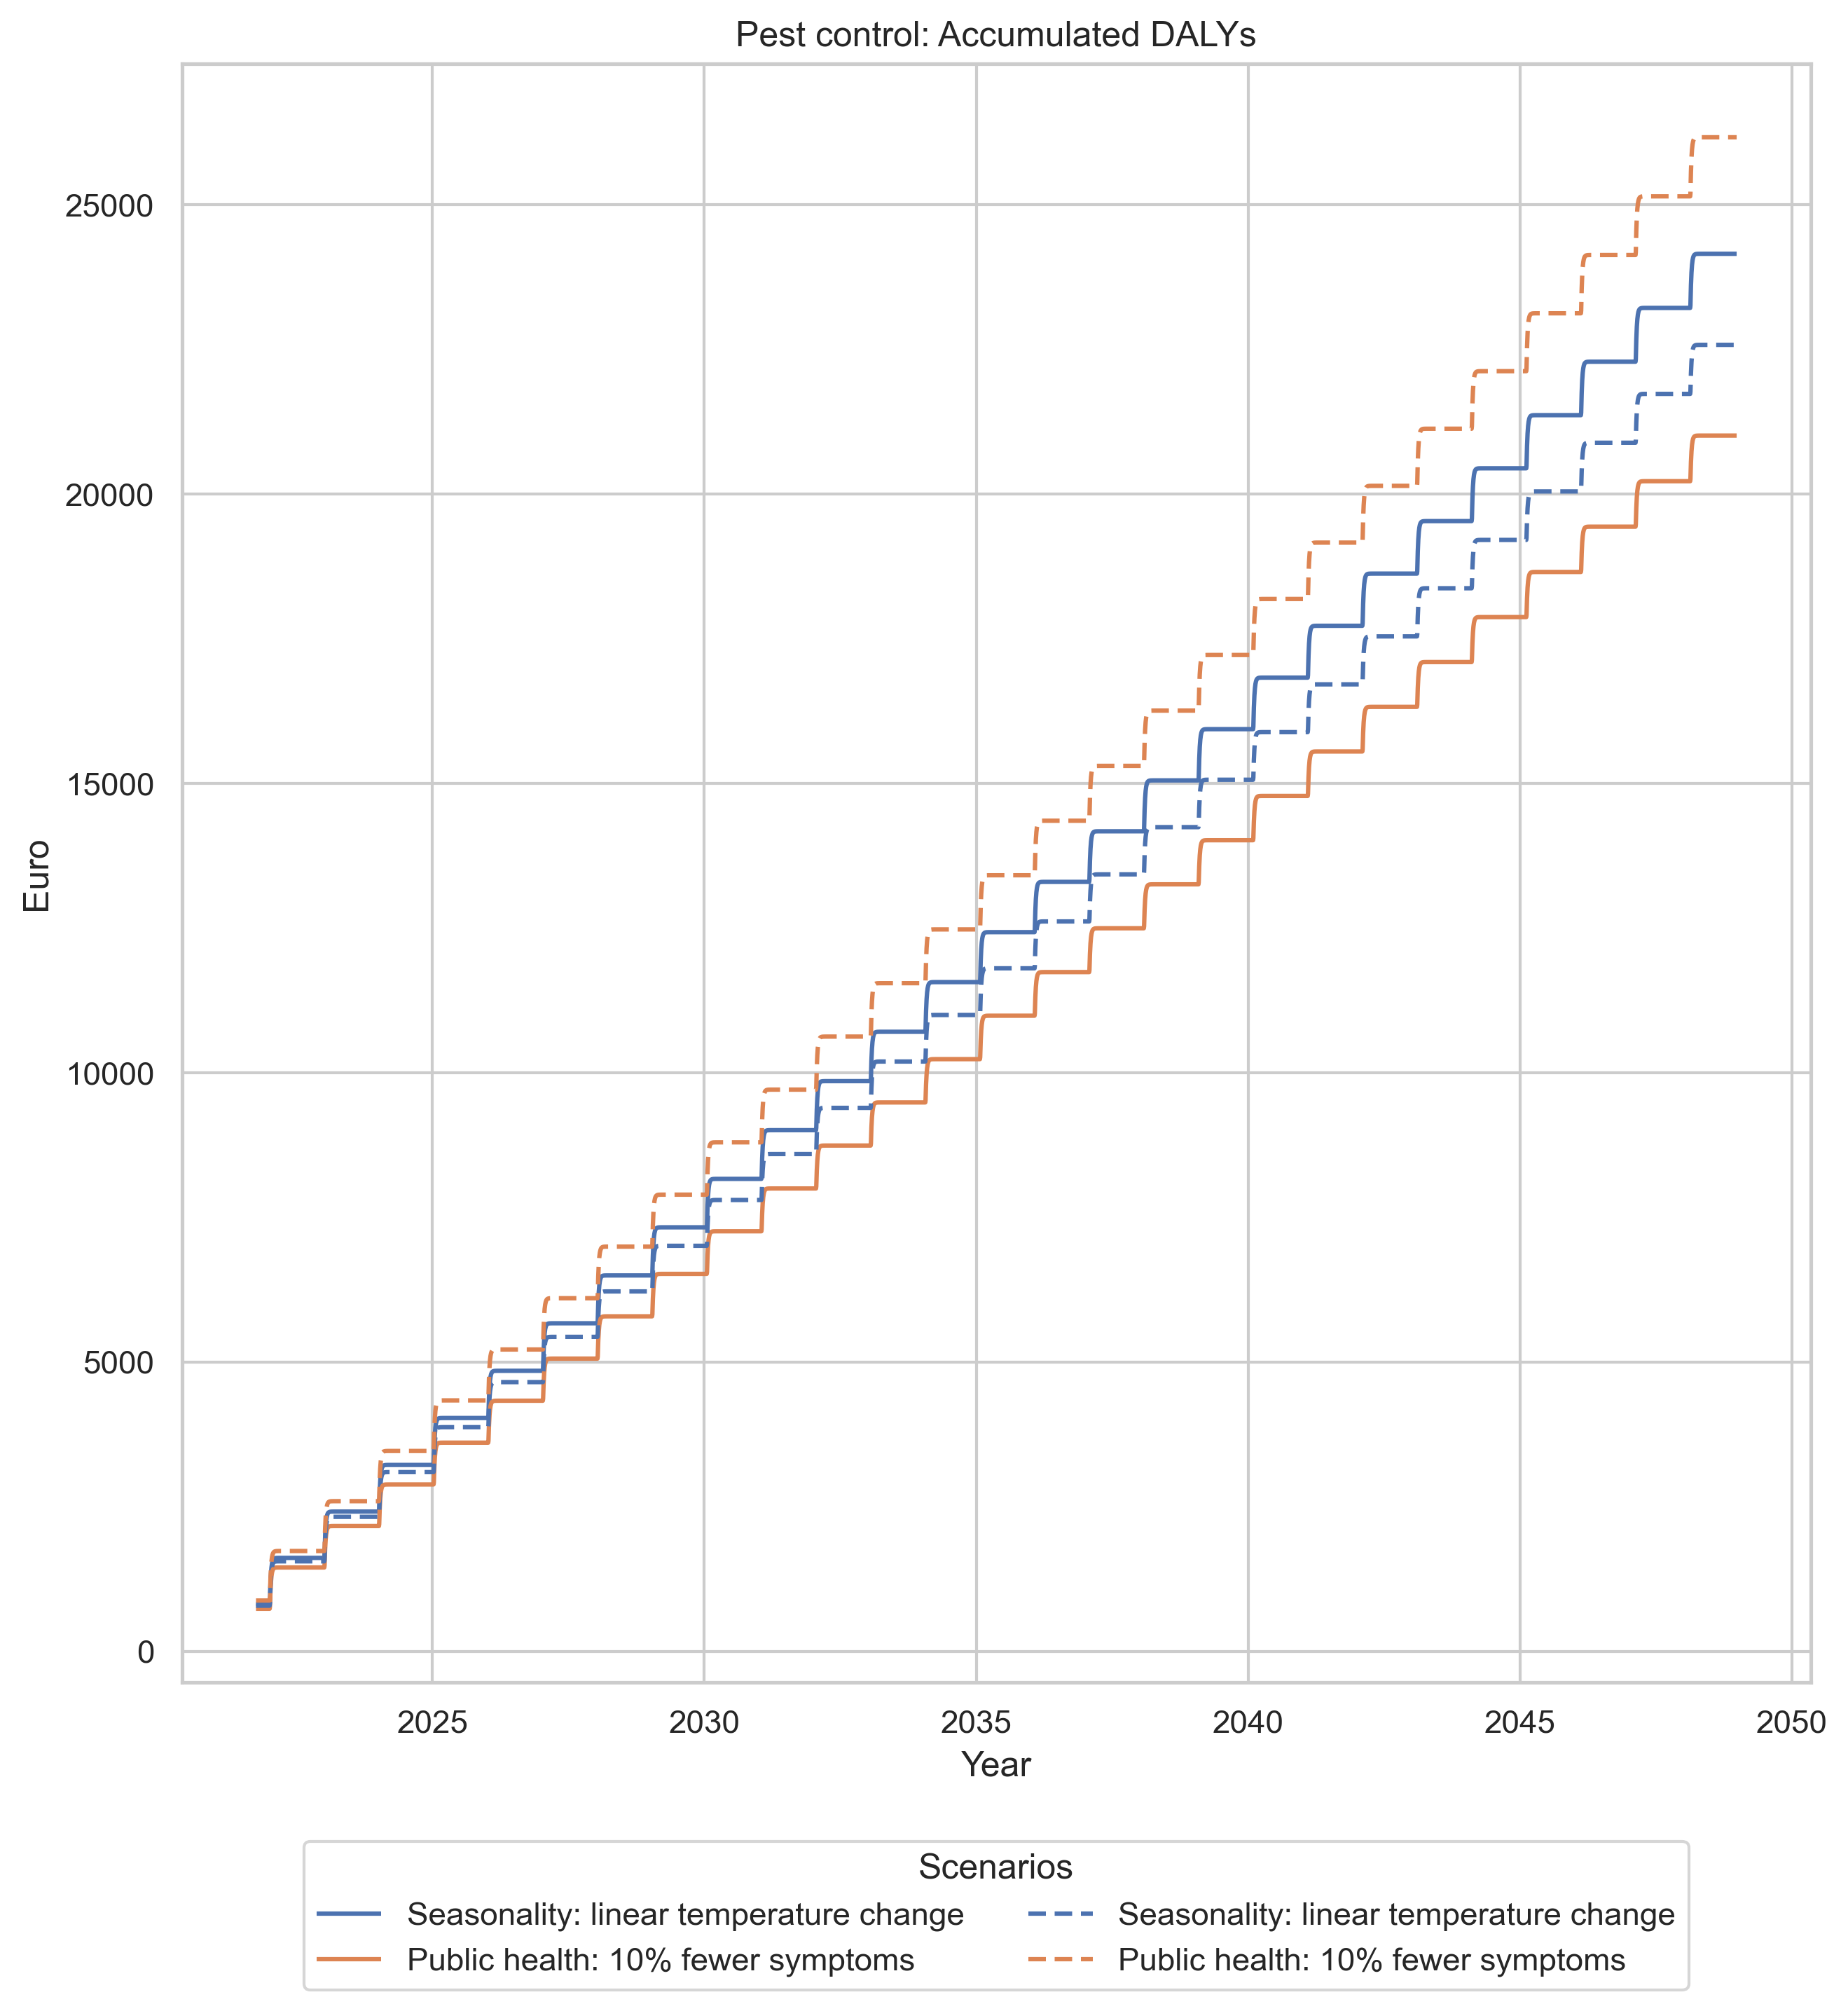 Pest control: Accumulated DALYs
25000
20000
15000
10000
5000
0
Euro
2025 2030 2035 2040 2045 2050
Year
Scenarios
Seasonality: linear temperature change Seasonality: linear temperature change
Public health: 10% fewer symptoms Public health: 10% fewer symptoms